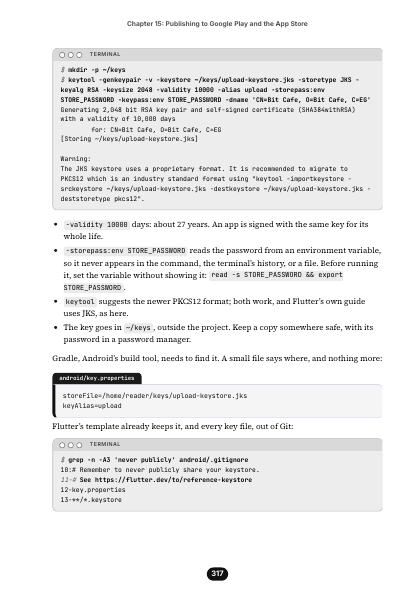 Chapter 15: Publishing to Google Play and the App Store
TERMINAL
$ mkdir -p ~/keys
$ keytool -genkeypair -v -keystore ~/keys/upload-keystore.jks -storetype JKS -
keyalg RSA -keysize 2048 -validity 10000 -alias upload -storepass:env
STORE_PASSWORD -keypass:env STORE_PASSWORD -dname 'CN=Bit Cafe, O=Bit Cafe, C=EG'
Generating 2,048 bit RSA key pair and self-signed certificate (SHA384withRSA)
with a validity of 10,000 days
for: CN=Bit Cafe, O=Bit Cafe, C=EG
[Storing ~/keys/upload-keystore.jks]
Warning:
The JKS keystore uses a proprietary format. It is recommended to migrate to
PKCS12 which is an industry standard format using "keytool -importkeystore -
srckeystore ~/keys/upload-keystore.jks -destkeystore ~/keys/upload-keystore.jks -
deststoretype pkcs12".
• -validity 10000 days: about 27 years. An app is signed with the same key for its
whole life.
• -storepass:env STORE_PASSWORD reads the password from an environment variable,
so it never appears in the command, the terminal's history, or a file. Before running
it, set the variable without showing it: read -s STORE_PASSWORD && export
STORE_PASSWORD.
• keytool suggests the newer PKCS12 format; both work, and Flutter's own guide
uses JKS, as here.
• The key goes in ~/keys, outside the project. Keep a copy somewhere safe, with its
password in a password manager.
Gradle, Android's build tool, needs to find it. A small file says where, and nothing more:
android/key.properties
storeFile=/home/reader/keys/upload-keystore.jks
keyAlias=upload
Flutter's template already keeps it, and every key file, out of Git:
TERMINAL
$ grep -n -A3 'never publicly' android/.gitignore
10:# Remember to never publicly share your keystore.
11-# See https://flutter.dev/to/reference-keystore
12-key.properties
13-**/*.keystore
317